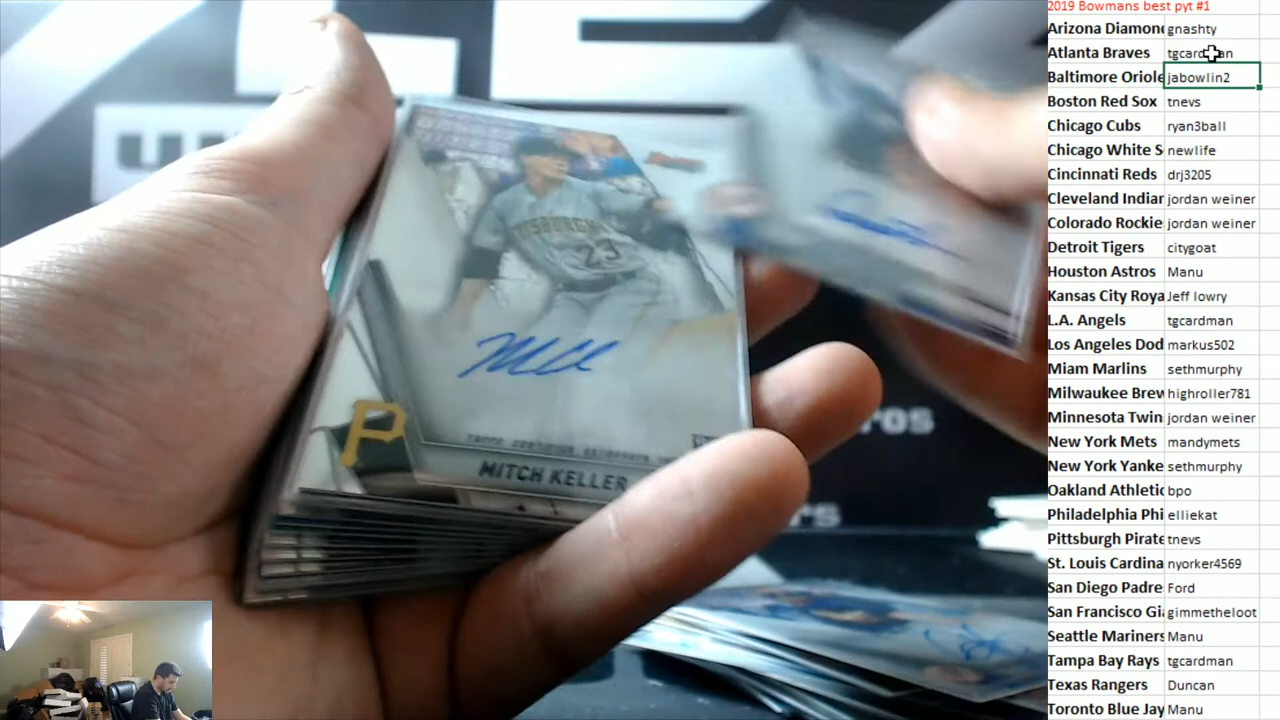 2019 Bowmans best pyt #1
Arizona Diamond gnashty
Atlanta Braves tgcardman
Baltimore Oriole jabowlin2
Boston Red Sox tnevs
Chicago Cubs ryan3ball
Chicago White S newlife
Cincinnati Reds drj3205
Cleveland Indian jordan weiner
Colorado Rockie jordan weiner
Detroit Tigers citygoat
Houston Astros Manu
Kansas City Roya Jeff lowry
L.A. Angels tgcardman
Los Angeles Dod markus502
Miam Marlins sethmurphy
Milwaukee Brew highroller781
Minnesota Twin jordan weiner
New York Mets mandymets
New York Yanke sethmurphy
Oakland Athletic bpo
Philadelphia Phi elliekat
Pittsburgh Pirate tnevs
St. Louis Cardina nyorker4569
San Diego Padre Ford
San Francisco Gia gimmetheloot
Seattle Mariners Manu
Tampa Bay Rays tgcardman
Texas Rangers Duncan
Toronto Blue Jay Manu
23
P
MITCH KELLER